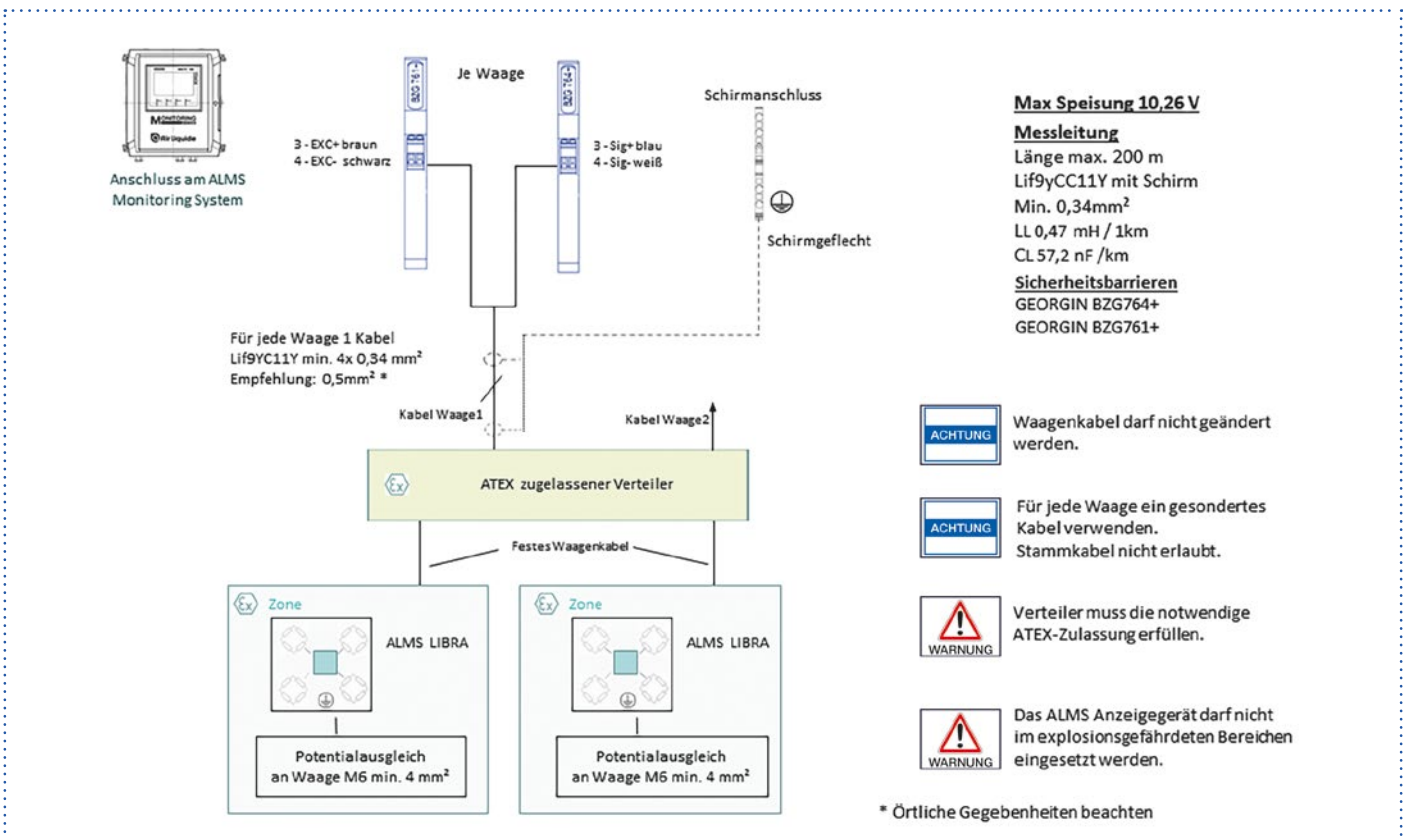 MONITORING
Air Liquide
Anschluss am ALMS
Monitoring System
BZG 761+
Je Waage
BZG 764+
3 - EXC+ braun
4 - EXC- schwarz
3 - Sig+ blau
4 - Sig- weiß
Schirmanschluss
Schirmgeflecht
Für jede Waage 1 Kabel
Lif9YC11Y min. 4x 0,34 mm²
Empfehlung: 0,5mm² *
Kabel Waage1
Kabel Waage2
Ex
ATEX zugelassener Verteiler
Festes Waagenkabel
Ex Zone
ALMS LIBRA
Potentialausgleich
an Waage M6 min. 4 mm²
Ex Zone
ALMS LIBRA
Potentialausgleich
an Waage M6 min. 4 mm²
Max Speisung 10,26 V
Messleitung
Länge max. 200 m
Lif9yCC11Y mit Schirm
Min. 0,34mm²
LL 0,47 mH / 1km
CL 57,2 nF /km
Sicherheitsbarrieren
GEORGIN BZG764+
GEORGIN BZG761+
ACHTUNG
Waagenkabel darf nicht geändert
werden.
ACHTUNG
Für jede Waage ein gesondertes
Kabel verwenden.
Stammkabel nicht erlaubt.
WARNUNG
Verteiler muss die notwendige
ATEX-Zulassung erfüllen.
WARNUNG
Das ALMS Anzeigegerät darf nicht
im explosionsgefährdeten Bereichen
eingesetzt werden.
* Örtliche Gegebenheiten beachten